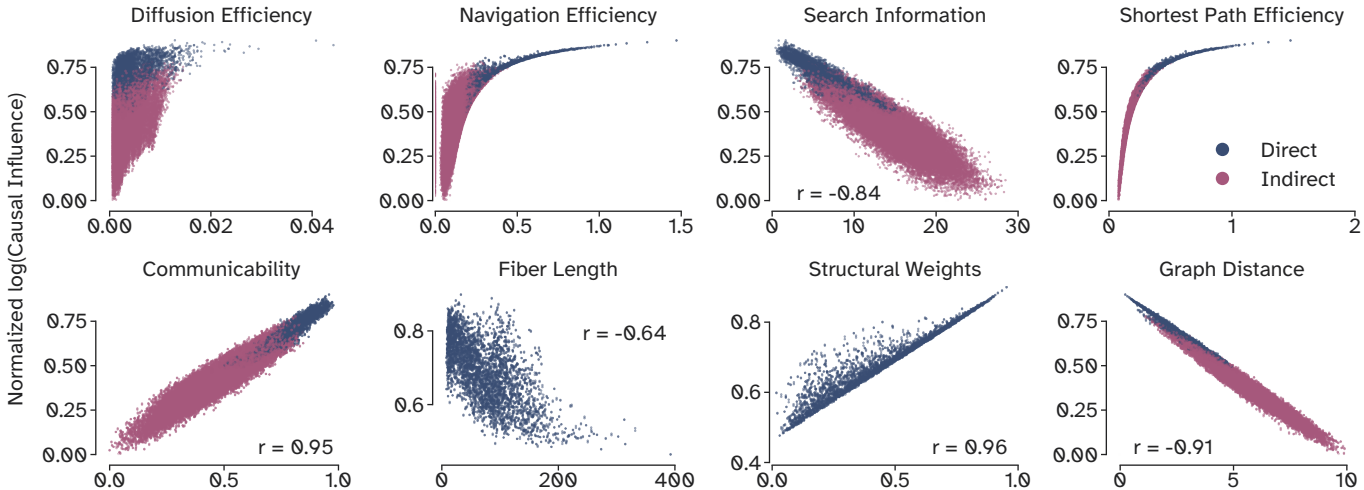 Diffusion Efficiency
Navigation Efficiency
Search Information
Shortest Path Efficiency
Normalized log(Causal Influence)
0.75
0.50
0.25
0.00
0.00 0.02 0.04
0.75
0.50
0.25
0.00
0 0.5 1.0 1.5
0.75
0.50
0.25
0.00
r = -0.84
0 10 20 30
0.75
0.50
0.25
0.00
Direct
Indirect
0 1 2
Communicability
Fiber Length
Structural Weights
Graph Distance
0.75
0.50
0.25
0.00
r = 0.95
0.0 0.5 1.0
0.8
0.6
r = -0.64
0 200 400
0.8
0.6
0.4
r = 0.96
0.0 0.5 1.0
0.75
0.50
0.25
0.00
r = -0.91
0 5 10